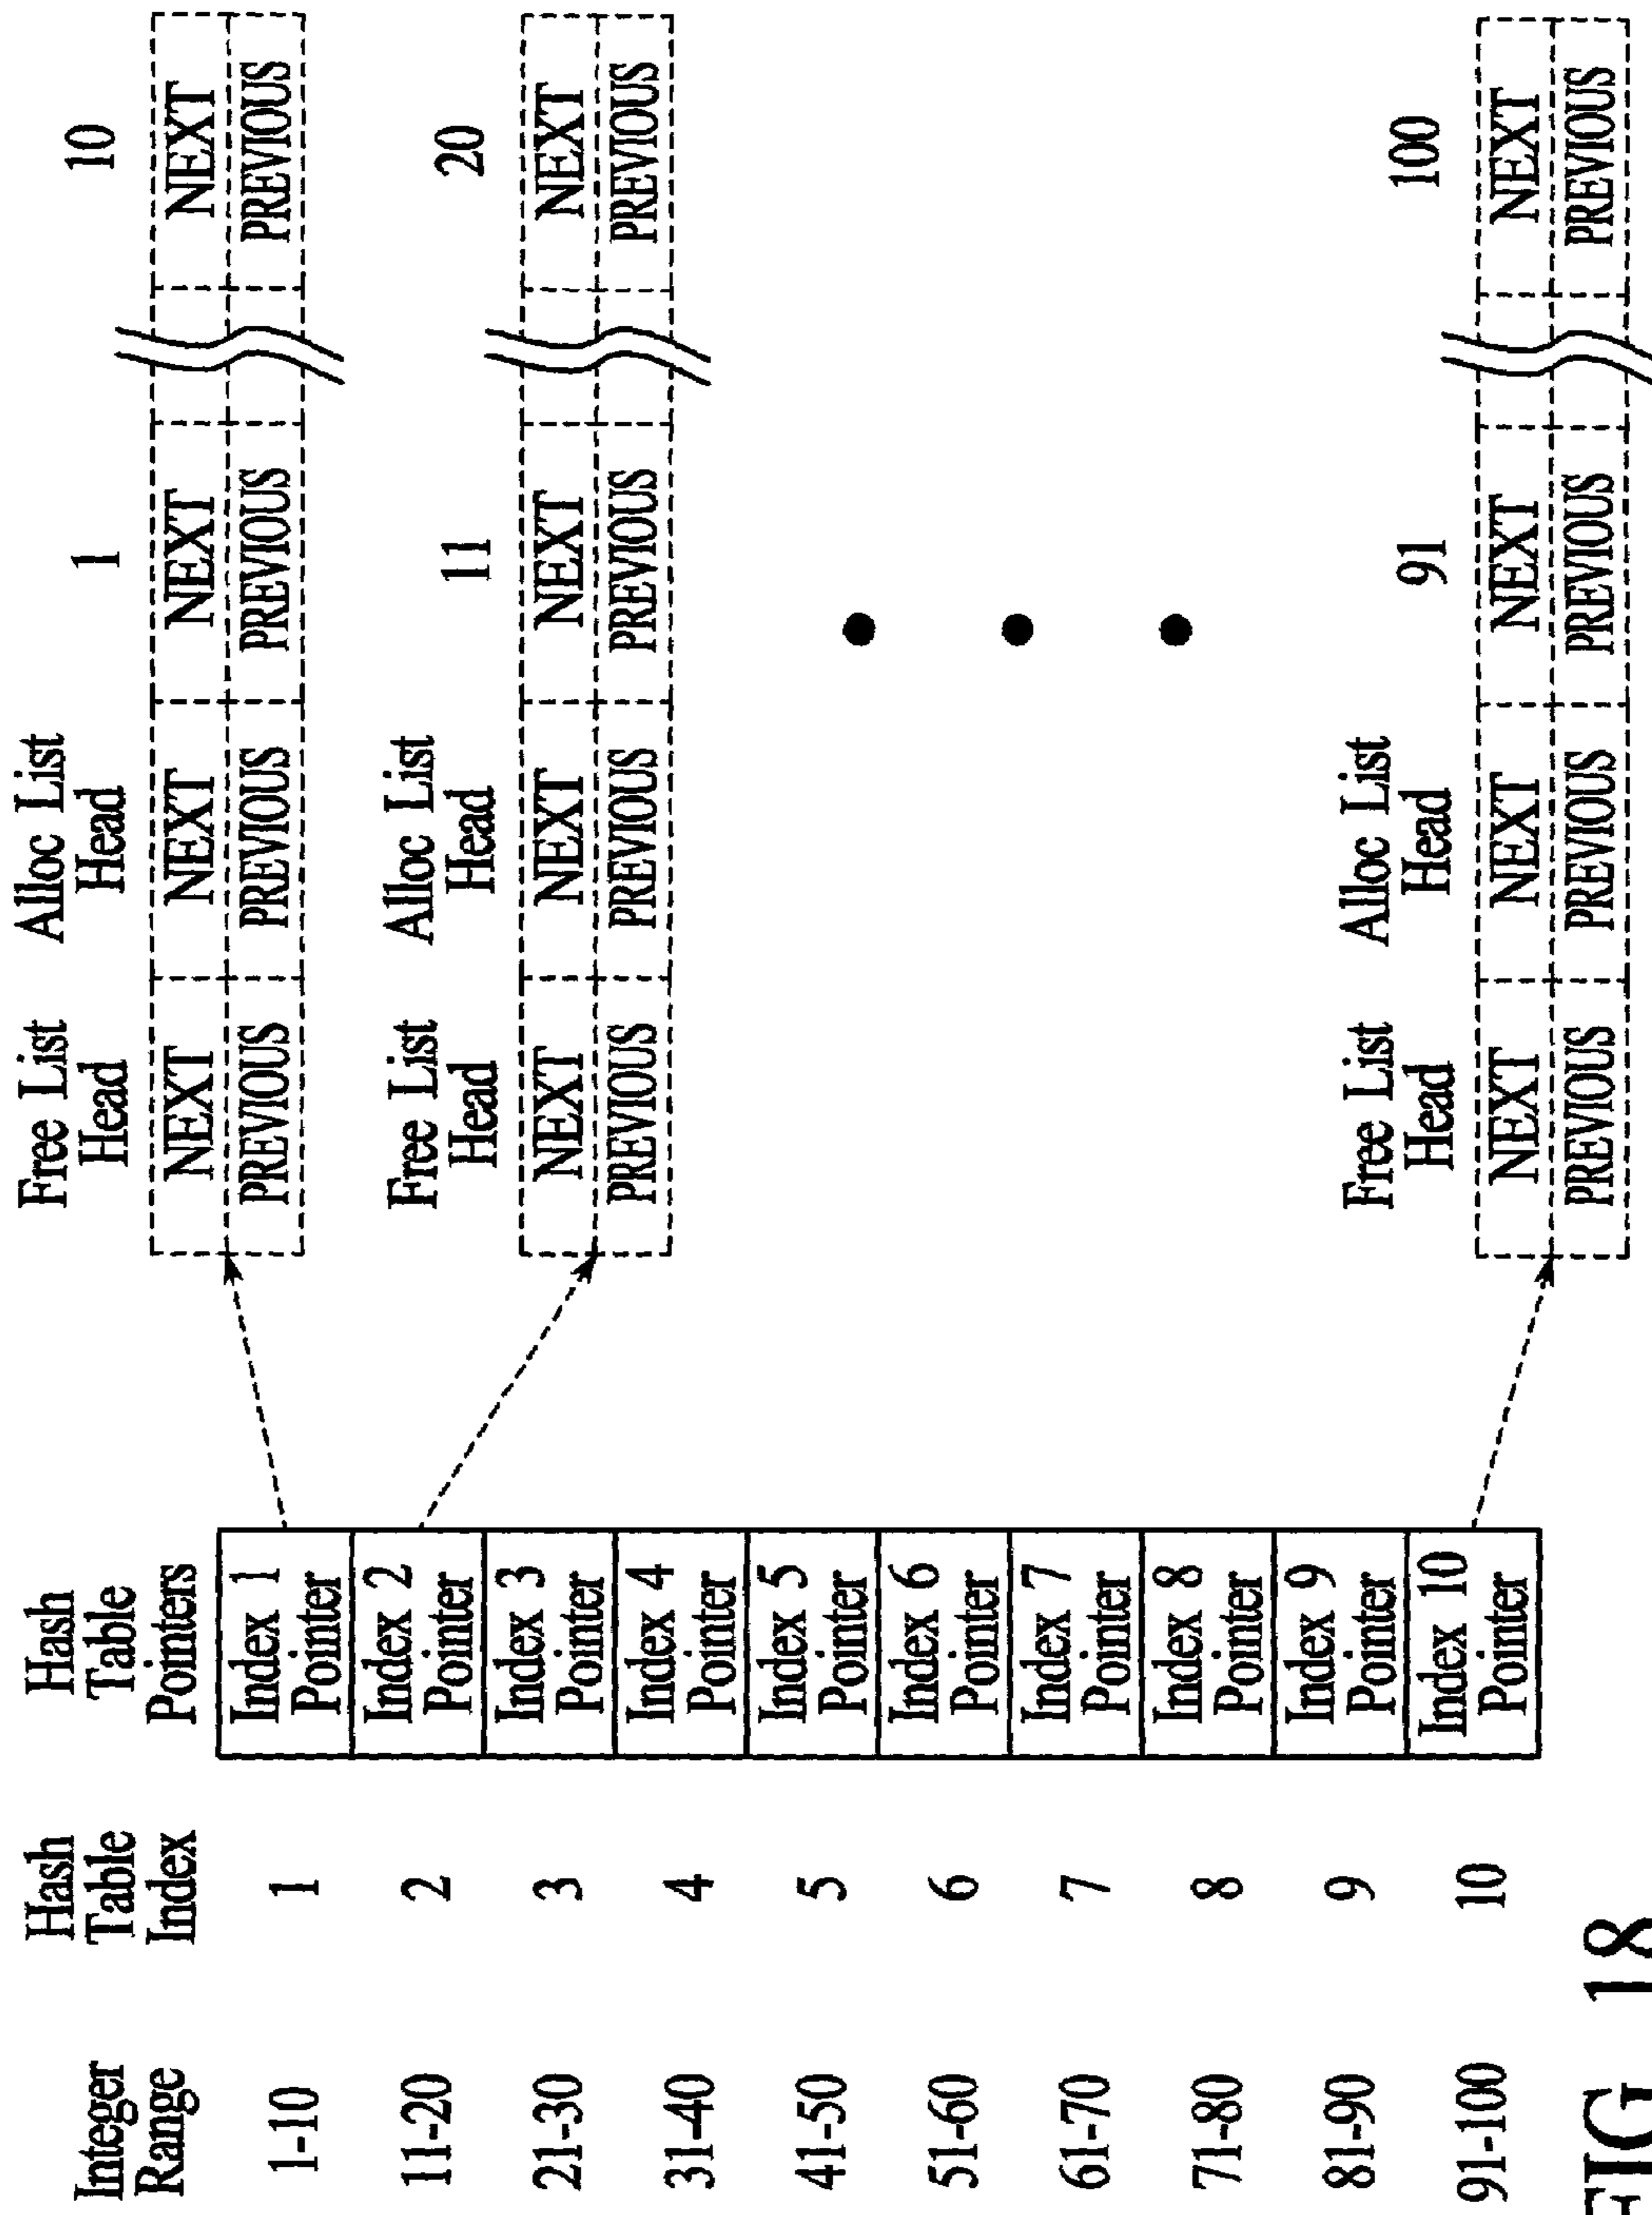 Integer
Range
Hash
Table
Index
Hash
Table
Pointers
1-10
1
Index 1
Pointer
11-20
2
Index 2
Pointer
21-30
3
Index 3
Pointer
31-40
4
Index 4
Pointer
41-50
5
Index 5
Pointer
51-60
6
Index 6
Pointer
61-70
7
Index 7
Pointer
71-80
8
Index 8
Pointer
81-90
9
Index 9
Pointer
91-100
10
Index 10
Pointer
Free List
Head
Alloc List
Head
1
10
NEXT NEXT NEXT NEXT
PREVIOUS PREVIOUS PREVIOUS PREVIOUS
Free List
Head
Alloc List
Head
11
20
NEXT NEXT NEXT NEXT
PREVIOUS PREVIOUS PREVIOUS PREVIOUS
Free List
Head
Alloc List
Head
91
100
NEXT NEXT NEXT NEXT
PREVIOUS PREVIOUS PREVIOUS PREVIOUS
FIG 18